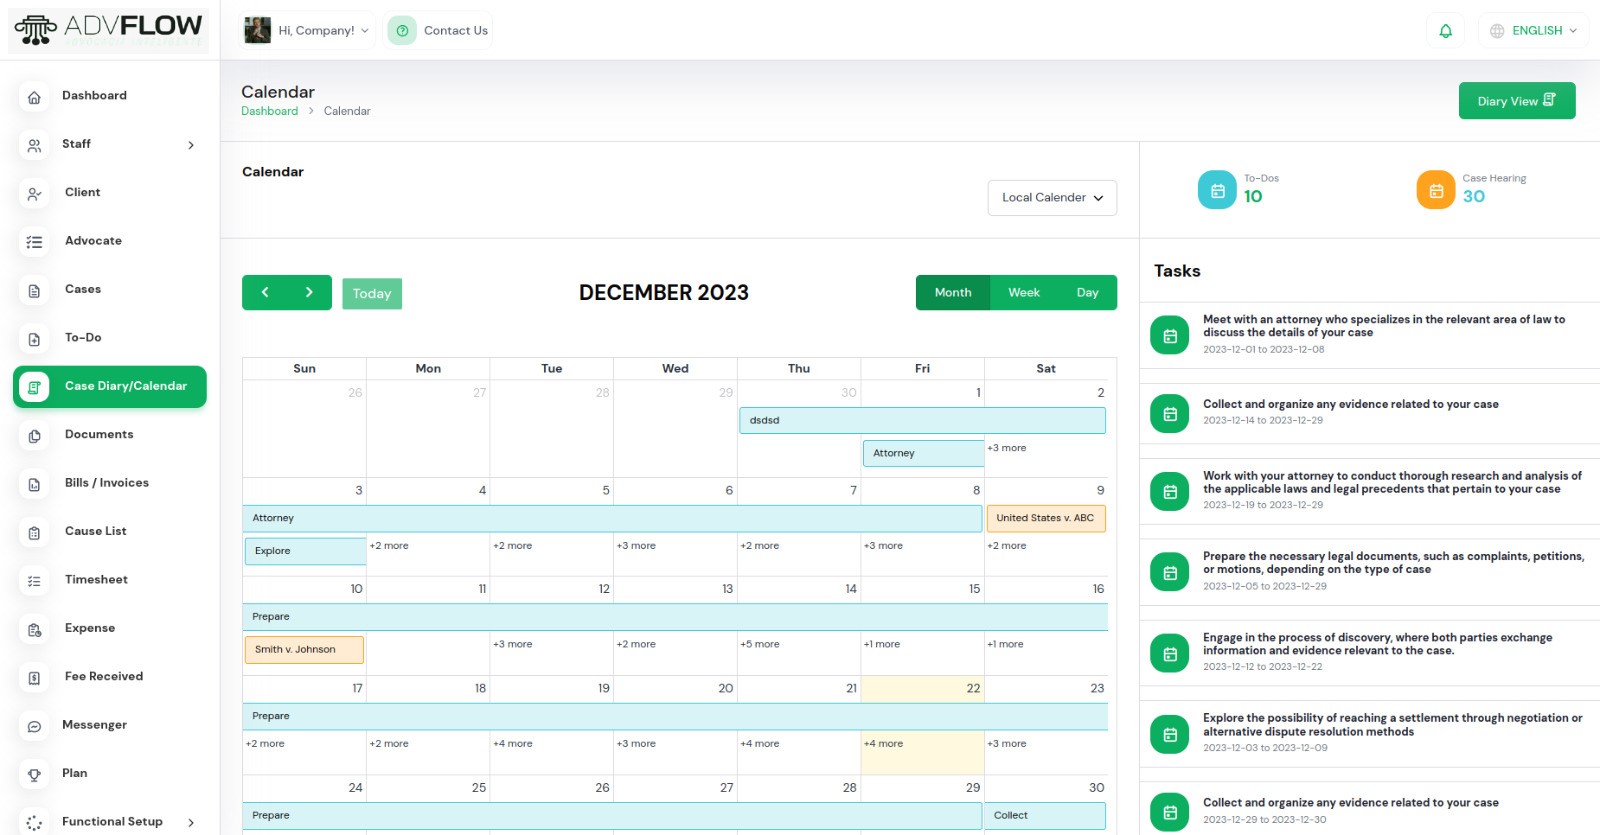 ADVFLOW
Hi, Company!
Contact Us
ENGLISH
Dashboard
Staff
Client
Advocate
Cases
To-Do
Case Diary/Calendar
Documents
Bills / Invoices
Cause List
Timesheet
Expense
Fee Received
Messenger
Plan
Functional Setup
Calendar
Dashboard > Calendar
Diary View
Calendar
Local Calender
Today
DECEMBER 2023
Month Week Day
Sun Mon Tue Wed Thu Fri Sat
26 27 28 29 30 1 2
dsdsd
Attorney +3 more
3 4 5 6 7 8 9
Attorney United States v. ABC
Explore +2 more +2 more +3 more +2 more +3 more +2 more
10 11 12 13 14 15 16
Prepare
Smith v. Johnson +3 more +2 more +5 more +1 more +1 more
17 18 19 20 21 22 23
Prepare
+2 more +2 more +4 more +3 more +4 more +4 more +3 more
24 25 26 27 28 29 30
Prepare Collect
To-Dos
10
Case Hearing
30
Tasks
Meet with an attorney who specializes in the relevant area of law to
discuss the details of your case
2023-12-01 to 2023-12-08
Collect and organize any evidence related to your case
2023-12-14 to 2023-12-29
Work with your attorney to conduct thorough research and analysis of
the applicable laws and legal precedents that pertain to your case
2023-12-19 to 2023-12-29
Prepare the necessary legal documents, such as complaints, petitions,
or motions, depending on the type of case
2023-12-05 to 2023-12-29
Engage in the process of discovery, where both parties exchange
information and evidence relevant to the case.
2023-12-12 to 2023-12-22
Explore the possibility of reaching a settlement through negotiation or
alternative dispute resolution methods
2023-12-03 to 2023-12-09
Collect and organize any evidence related to your case
2023-12-29 to 2023-12-30